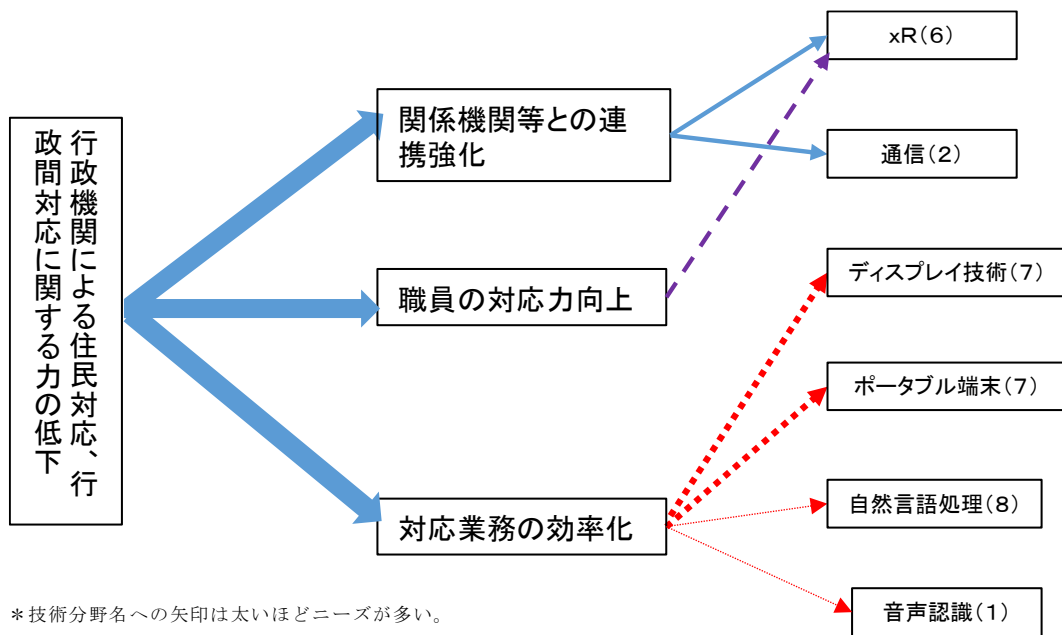 行政機関による住民対応、行
政間対応に関する力の低下
関係機関等との連
携強化
職員の対応力向上
対応業務の効率化
xR(6)
通信(2)
ディスプレイ技術(7)
ポータブル端末(7)
自然言語処理(8)
音声認識(1)
*技術分野名への矢印は太いほどニーズが多い。